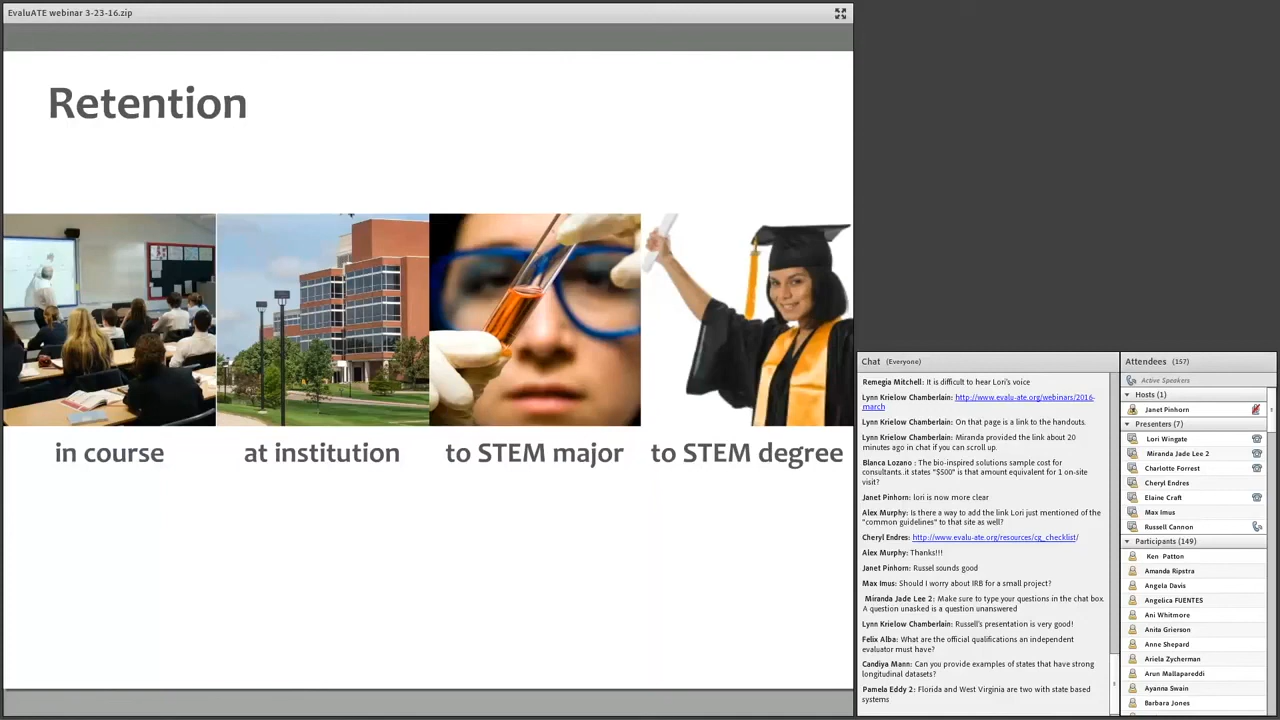 EvaluATE webinar 3-23-16.zip
Retention
in course
at institution
to STEM major
to STEM degree
Chat (Everyone)
Remegia Mitchell: It is difficult to hear Lori's voice
Lynn Krielow Chamberlain: http://www.evalu-ate.org/webinars/2016-
march
Lynn Krielow Chamberlain: On that page is a link to the handouts.
Lynn Krielow Chamberlain: Miranda provided the link about 20
minutes ago in chat if you can scroll up.
Blanca Lozano : The bio-inspired solutions sample cost for
consultants..it states "$500" is that amount equivalent for 1 on-site
visit?
Janet Pinhorn: lori is now more clear
Alex Murphy: Is there a way to add the link Lori just mentioned of the
"common guidelines" to that site as well?
Cheryl Endres: http://www.evalu-ate.org/resources/cg_checklist/
Alex Murphy: Thanks!!!
Janet Pinhorn: Russel sounds good
Max Imus: Should I worry about IRB for a small project?
Miranda Jade Lee 2: Make sure to type your questions in the chat box.
A question unasked is a question unanswered
Lynn Krielow Chamberlain: Russell's presentation is very good!
Felix Alba: What are the official qualifications an independent
evaluator must have?
Candiya Mann: Can you provide examples of states that have strong
longitudinal datasets?
Pamela Eddy 2: Florida and West Virginia are two with state based
systems
Attendees (157)
Active Speakers
Hosts (1)
Janet Pinhorn
Presenters (7)
Lori Wingate
Miranda Jade Lee 2
Charlotte Forrest
Cheryl Endres
Elaine Craft
Max Imus
Russell Cannon
Participants (149)
Ken Patton
Amanda Ripstra
Angela Davis
Angelica FUENTES
Ani Whitmore
Anita Grierson
Anne Shepard
Ariela Zycherman
Arun Mallapareddi
Ayanna Swain
Barbara Jones